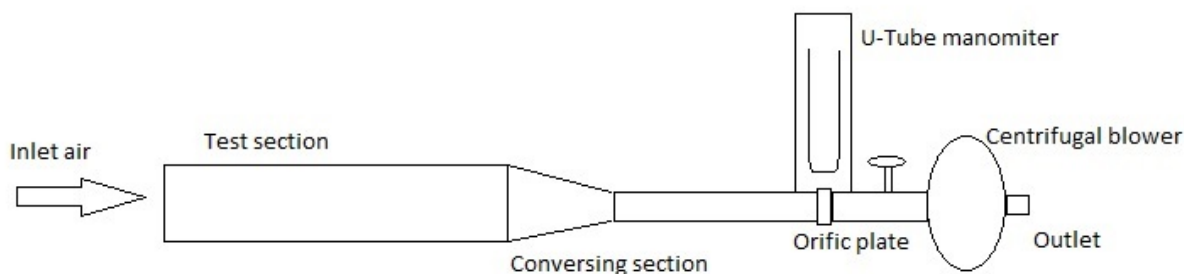 U-Tube manomiter
Test section
Centrifugal blower
Inlet air
Orific plate
Outlet
Conversing section